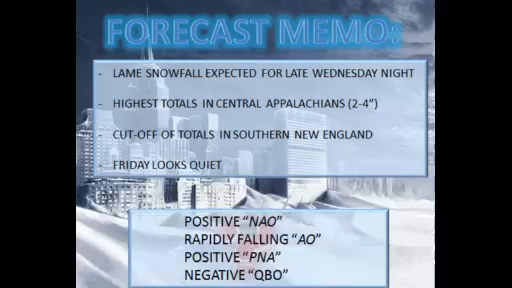 FORECAST MEMO:
- LAME SNOWFALL EXPECTED FOR LATE WEDNESDAY NIGHT
- HIGHEST TOTALS IN CENTRAL APPALACHIANS (2-4”)
- CUT-OFF OF TOTALS IN SOUTHERN NEW ENGLAND
- FRIDAY LOOKS QUIET
POSITIVE “NAO”
RAPIDLY FALLING “AO”
POSITIVE “PNA”
NEGATIVE “QBO”